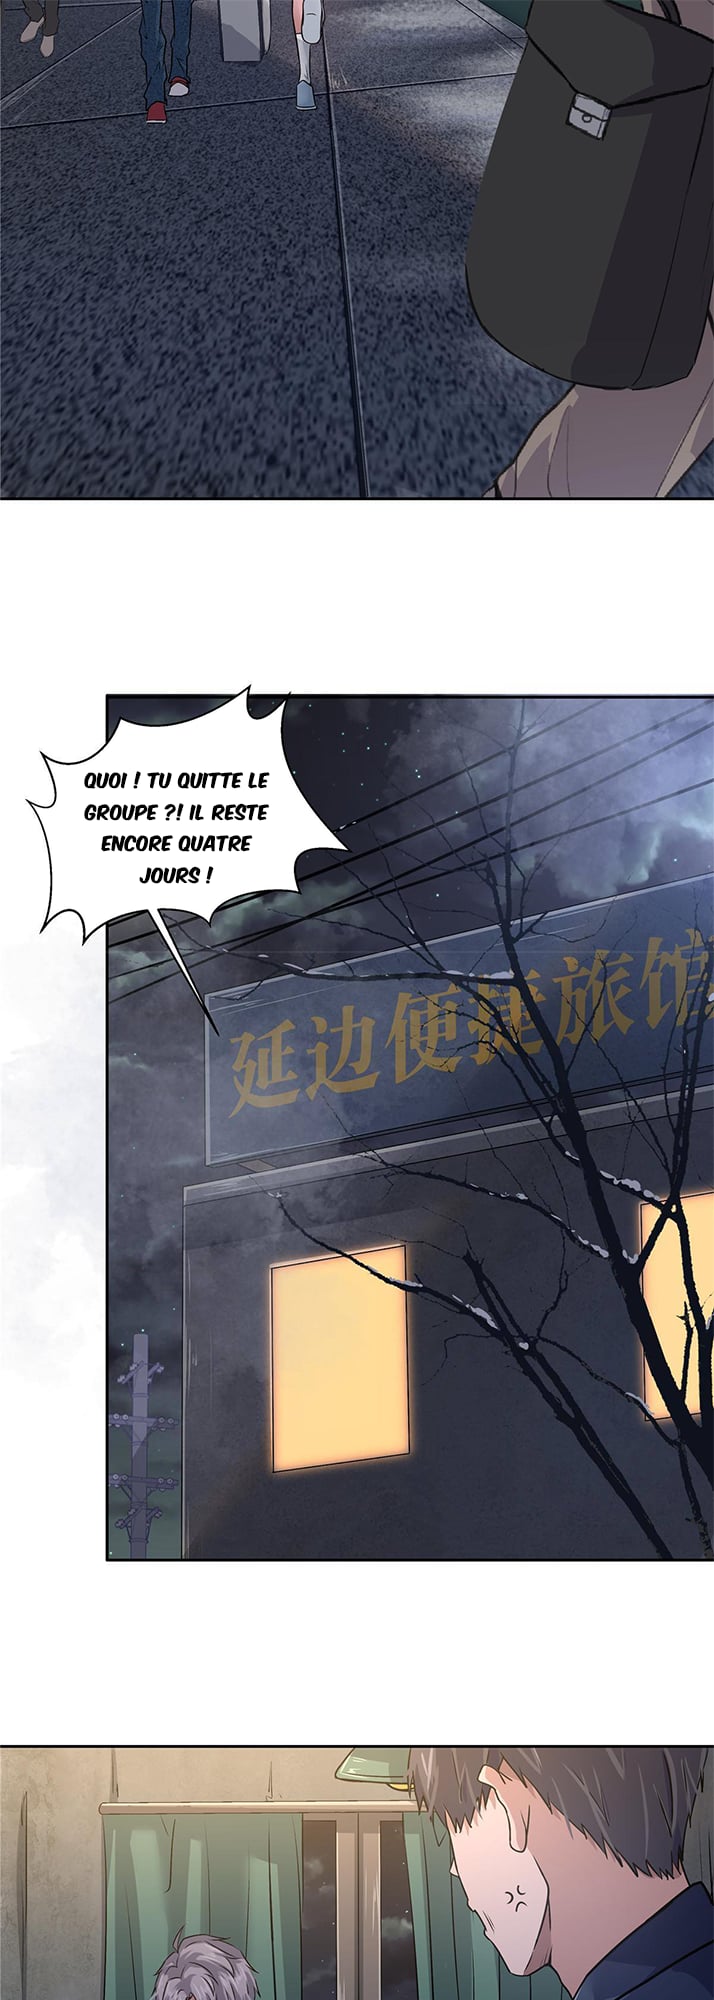 QUOI ! TU QUITTE LE
GROUPE ?! IL RESTE
ENCORE QUATRE
JOURS !
延边便捷旅馆